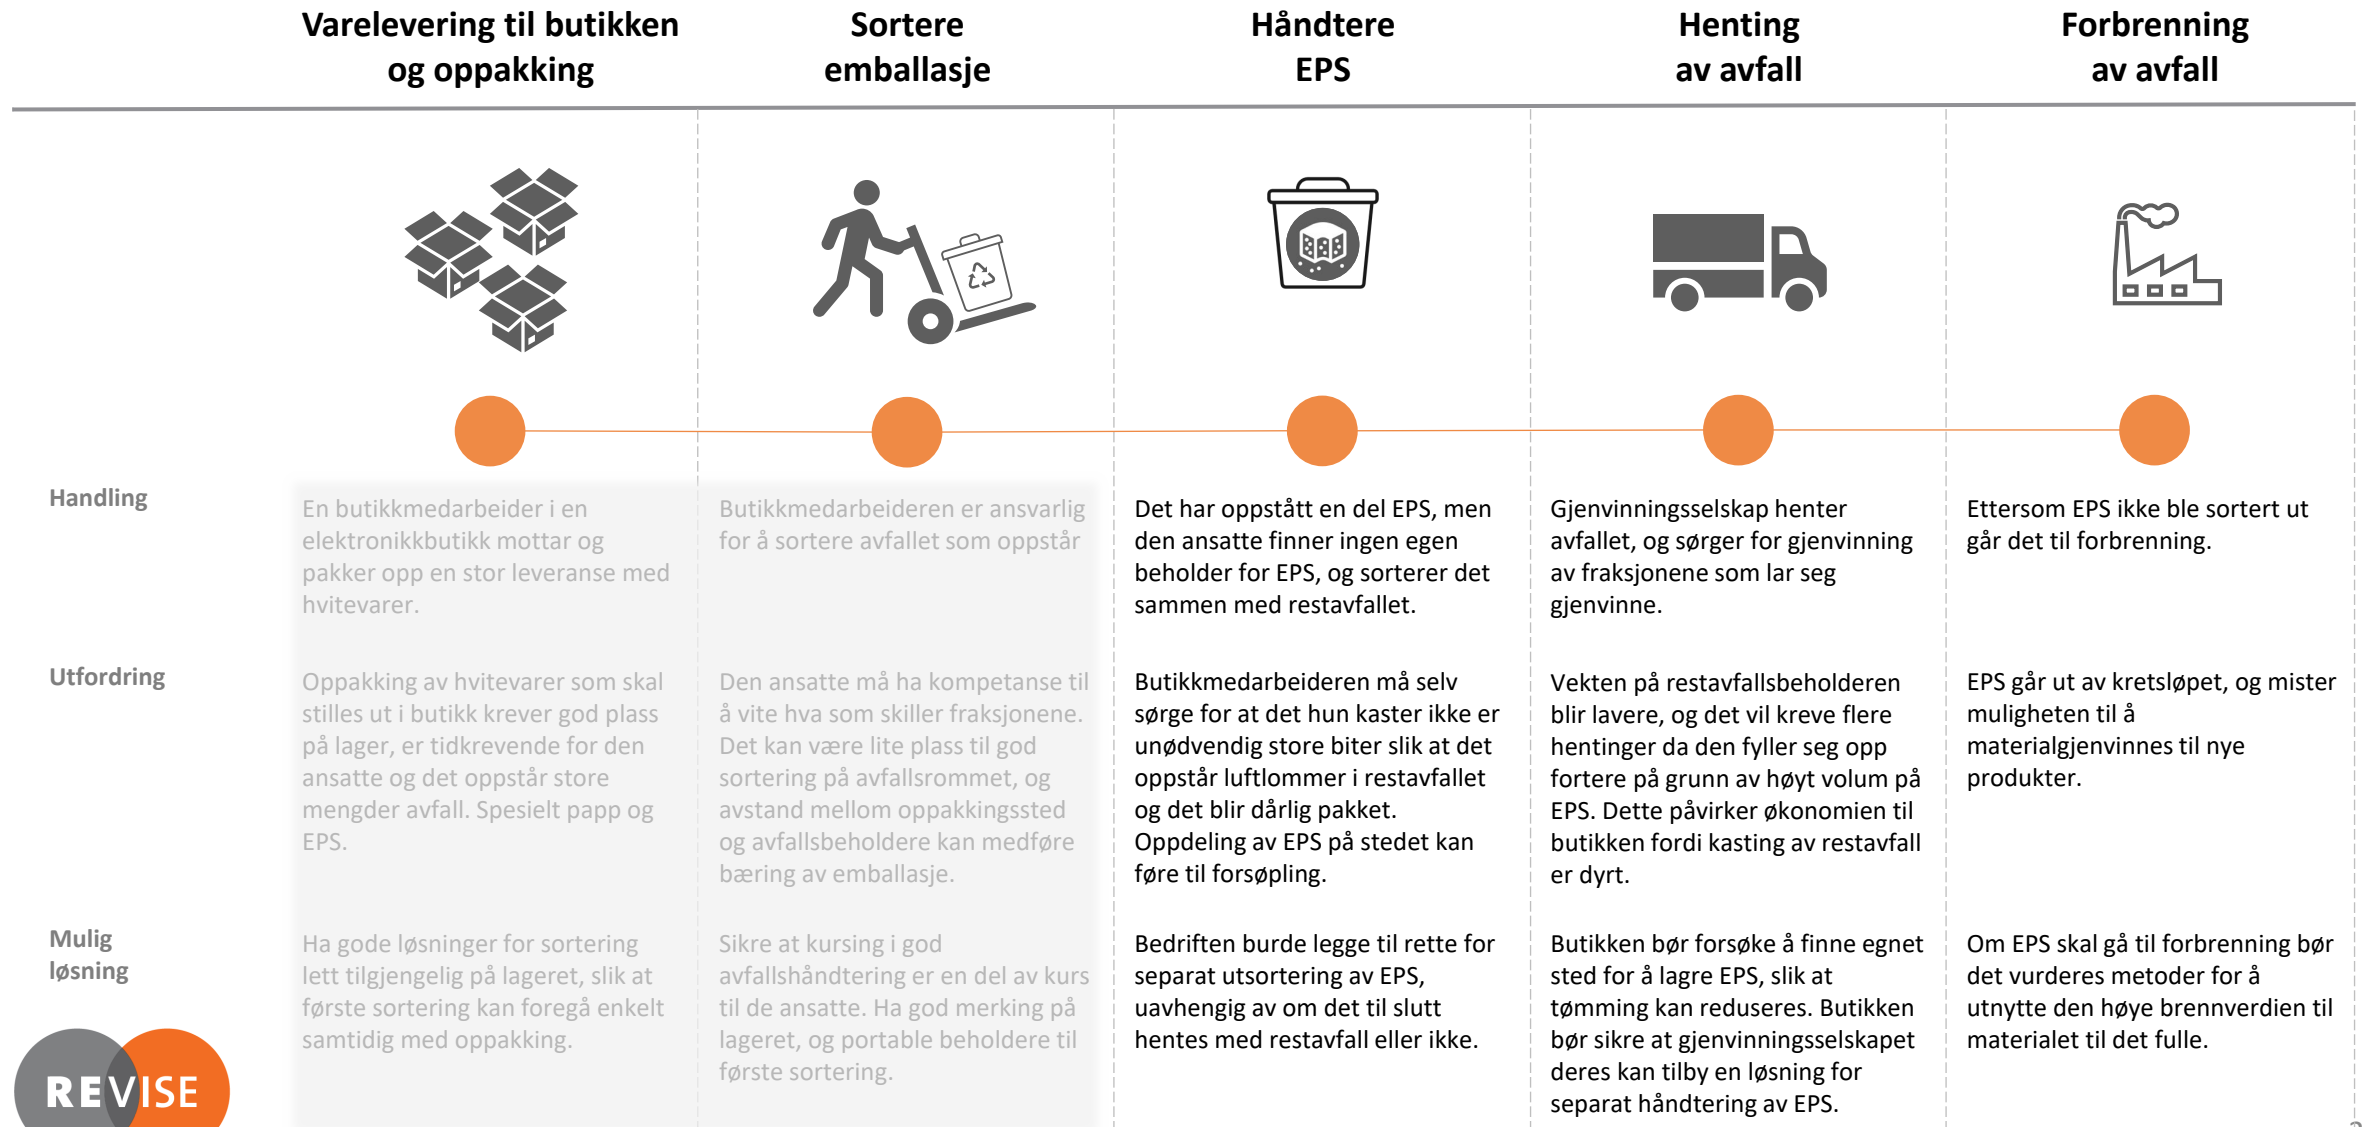 Varelevering til butikken
og oppakking
Sortere
emballasje
Håndtere
EPS
Henting
av avfall
Forbrenning
av avfall
Handling
En butikkmedarbeider i en
elektronikkbutikk mottar og
pakker opp en stor leveranse med
hvitevarer.
Butikkmedarbeideren er ansvarlig
for å sortere avfallet som oppstår
Det har oppstått en del EPS, men
den ansatte finner ingen egen
beholder for EPS, og sorterer det
sammen med restavfallet.
Gjenvinningsselskap henter
avfallet, og sørger for gjenvinning
av fraksjonene som lar seg
gjenvinne.
Ettersom EPS ikke ble sortert ut
går det til forbrenning.
Utfordring
Oppakking av hvitevarer som skal
stilles ut i butikk krever god plass
på lager, er tidkrevende for den
ansatte og det oppstår store
mengder avfall. Spesielt papp og
EPS.
Den ansatte må ha kompetanse til
å vite hva som skiller fraksjonene.
Det kan være lite plass til god
sortering på avfallsrommet, og
avstand mellom oppakkingssted
og avfallsbeholdere kan medføre
bæring av emballasje.
Butikkmedarbeideren må selv
sørge for at det hun kaster ikke er
unødvendig store biter slik at det
oppstår luftlommer i restavfallet
og det blir dårlig pakket.
Oppdeling av EPS på stedet kan
føre til forsøpling.
Vekten på restavfallsbeholderen
blir lavere, og det vil kreve flere
hentinger da den fyller seg opp
fortere på grunn av høyt volum på
EPS. Dette påvirker økonomien til
butikken fordi kasting av restavfall
er dyrt.
EPS går ut av kretsløpet, og mister
muligheten til å
materialgjenvinnes til nye
produkter.
Mulig
løsning
Ha gode løsninger for sortering
lett tilgjengelig på lageret, slik at
første sortering kan foregå enkelt
samtidig med oppakking.
Sikre at kursing i god
avfallshåndtering er en del av kurs
til de ansatte. Ha god merking på
lageret, og portable beholdere til
første sortering.
Bedriften burde legge til rette for
separat utsortering av EPS,
uavhengig av om det til slutt
hentes med restavfall eller ikke.
Butikken bør forsøke å finne egnet
sted for å lagre EPS, slik at
tømming kan reduseres. Butikken
bør sikre at gjenvinningsselskapet
deres kan tilby en løsning for
separat håndtering av EPS.
Om EPS skal gå til forbrenning bør
det vurderes metoder for å
utnytte den høye brennverdien til
materialet til det fulle.
REVISE